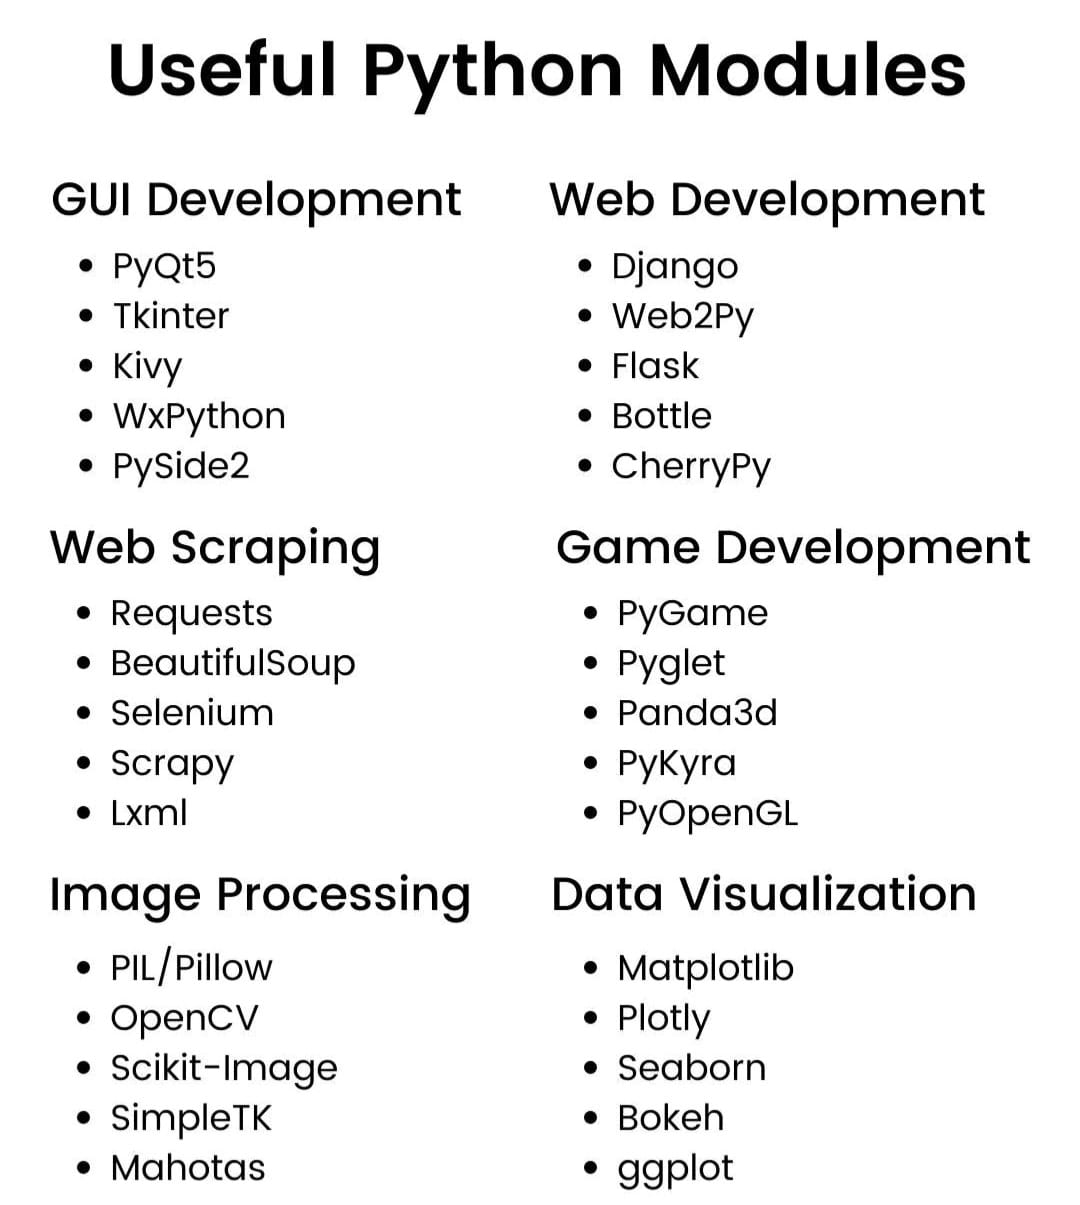 Useful Python Modules
GUI Development
• PyQt5
• Tkinter
• Kivy
• WxPython
• PySide2
Web Development
• Django
• Web2Py
• Flask
• Bottle
• CherryPy
Web Scraping
• Requests
• BeautifulSoup
• Selenium
• Scrapy
• Lxml
Game Development
• PyGame
• Pyglet
• Panda3d
• PyKyra
• PyOpenGL
Image Processing
• PIL/Pillow
• OpenCV
• Scikit-Image
• SimpleTK
• Mahotas
Data Visualization
• Matplotlib
• Plotly
• Seaborn
• Bokeh
• ggplot